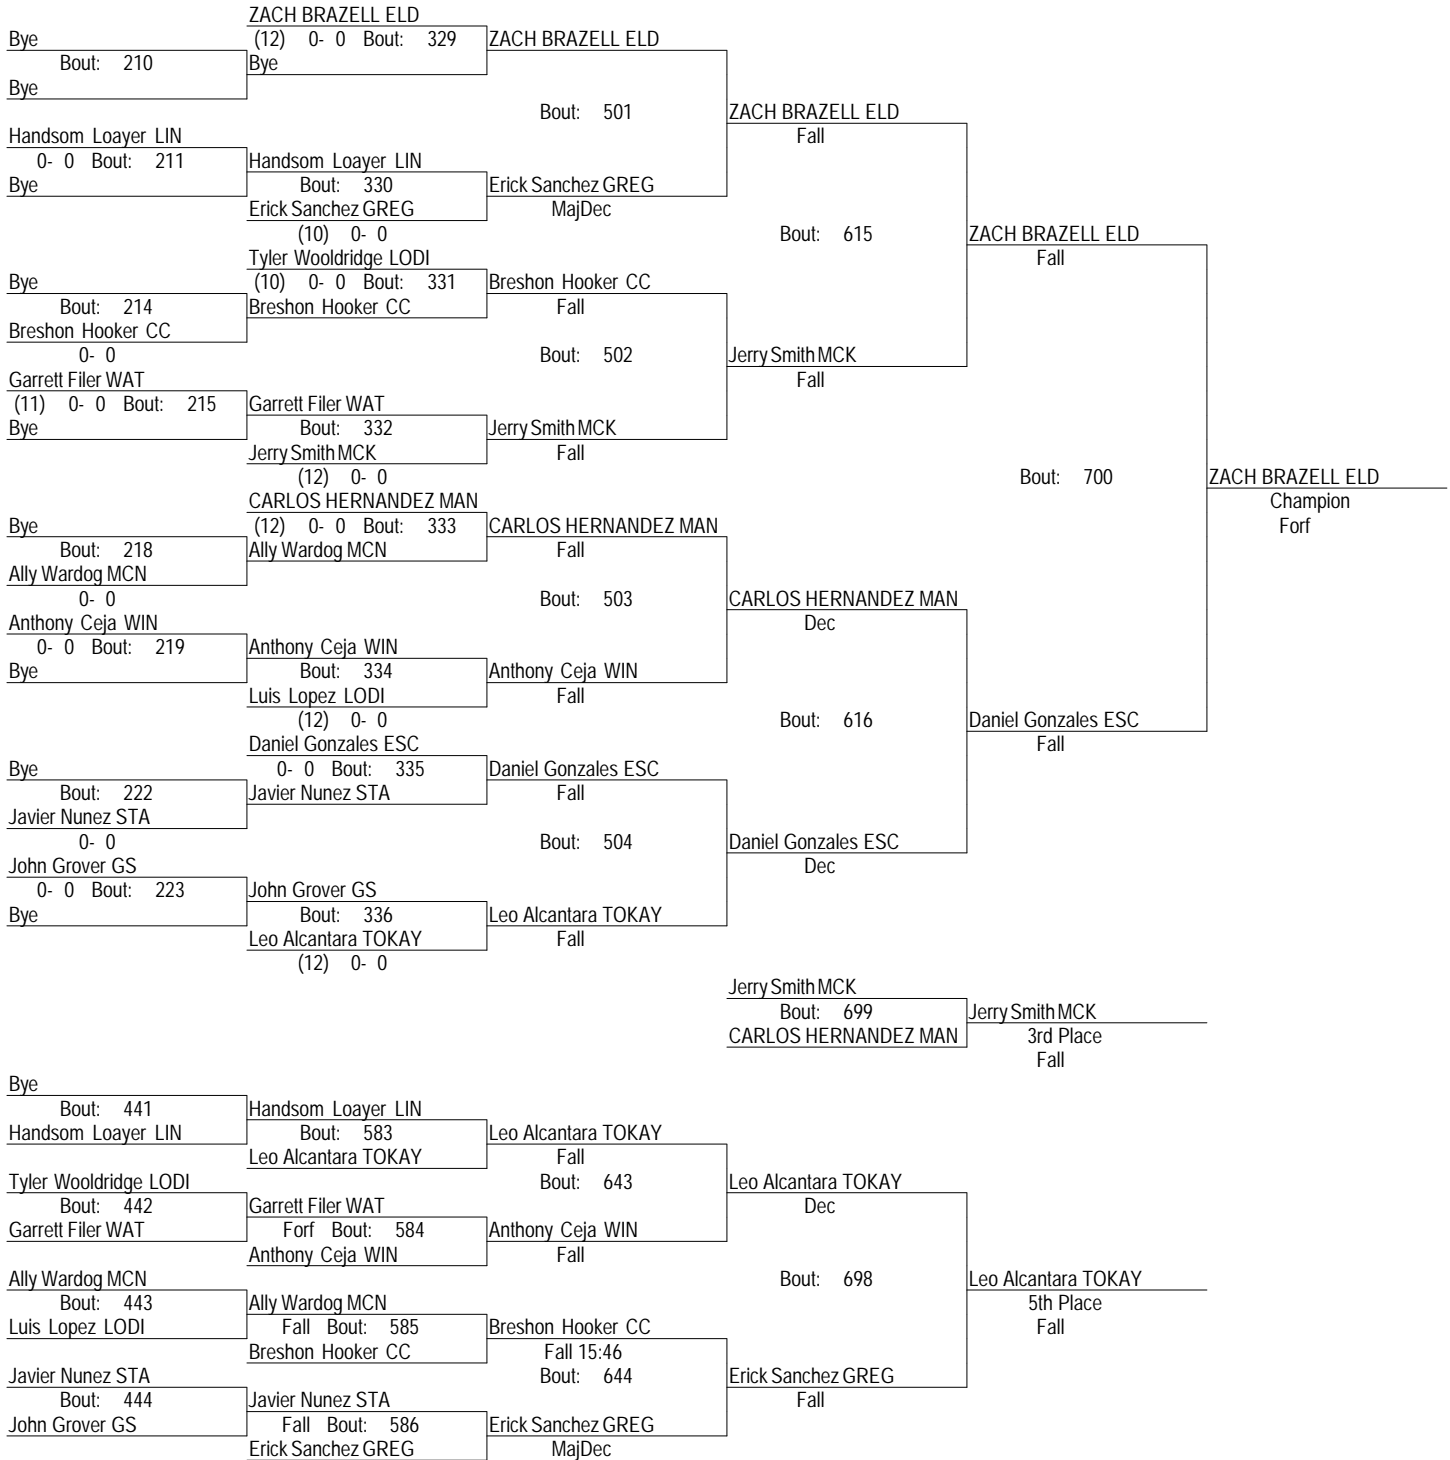 ZACH BRAZELL ELD
Bye
(12) 0- 0 Bout: 329
ZACH BRAZELL ELD
Bout: 210
Bye
Bye
Bout: 501
ZACH BRAZELL ELD
Handsom Loayer LIN
Fall
0- 0 Bout: 211
Handsom Loayer LIN
Bye
Bout: 330
Erick Sanchez GREG
Erick Sanchez GREG
MajDec
(10) 0- 0
Bout: 615
ZACH BRAZELL ELD
Tyler Wooldridge LODI
Fall
Bye
(10) 0- 0 Bout: 331
Breshon Hooker CC
Bout: 214
Breshon Hooker CC
Fall
Breshon Hooker CC
0- 0
Bout: 502
Jerry Smith MCK
Garrett Filer WAT
Fall
(11) 0- 0 Bout: 215
Garrett Filer WAT
Bye
Bout: 332
Jerry Smith MCK
Jerry Smith MCK
Fall
(12) 0- 0
Bout: 700
ZACH BRAZELL ELD
CARLOS HERNANDEZ MAN
Champion
Bye
(12) 0- 0 Bout: 333
CARLOS HERNANDEZ MAN
Forf
Bout: 218
Ally Wardog MCN
Fall
Ally Wardog MCN
0- 0
Bout: 503
CARLOS HERNANDEZ MAN
Anthony Ceja WIN
Dec
0- 0 Bout: 219
Anthony Ceja WIN
Bye
Bout: 334
Anthony Ceja WIN
Luis Lopez LODI
Fall
(12) 0- 0
Bout: 616
Daniel Gonzales ESC
Daniel Gonzales ESC
Fall
Bye
0- 0 Bout: 335
Daniel Gonzales ESC
Bout: 222
Javier Nunez STA
Fall
Javier Nunez STA
0- 0
Bout: 504
Daniel Gonzales ESC
John Grover GS
Dec
0- 0 Bout: 223
John Grover GS
Bye
Bout: 336
Leo Alcantara TOKAY
Leo Alcantara TOKAY
Fall
(12) 0- 0
Jerry Smith MCK
Bout: 699
Jerry Smith MCK
CARLOS HERNANDEZ MAN
3rd Place
Fall
Bye
Bout: 441
Handsom Loayer LIN
Handsom Loayer LIN
Bout: 583
Leo Alcantara TOKAY
Leo Alcantara TOKAY
Fall
Tyler Wooldridge LODI
Bout: 643
Leo Alcantara TOKAY
Bout: 442
Garrett Filer WAT
Dec
Garrett Filer WAT
Forf Bout: 584
Anthony Ceja WIN
Anthony Ceja WIN
Fall
Ally Wardog MCN
Bout: 698
Leo Alcantara TOKAY
Bout: 443
Ally Wardog MCN
5th Place
Luis Lopez LODI
Fall Bout: 585
Breshon Hooker CC
Fall
Breshon Hooker CC
Fall 15:46
Javier Nunez STA
Bout: 644
Erick Sanchez GREG
Bout: 444
Javier Nunez STA
Fall
John Grover GS
Fall Bout: 586
Erick Sanchez GREG
Erick Sanchez GREG
MajDec